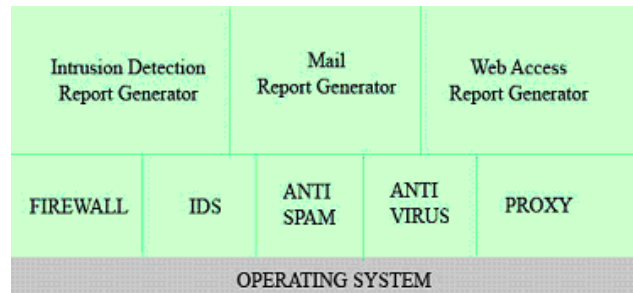 Intrusion Detection
Report Generator
Mail
Report Generator
Web Access
Report Generator
FIREWALL
IDS
ANTI
SPAM
ANTI
VIRUS
PROXY
OPERATING SYSTEM